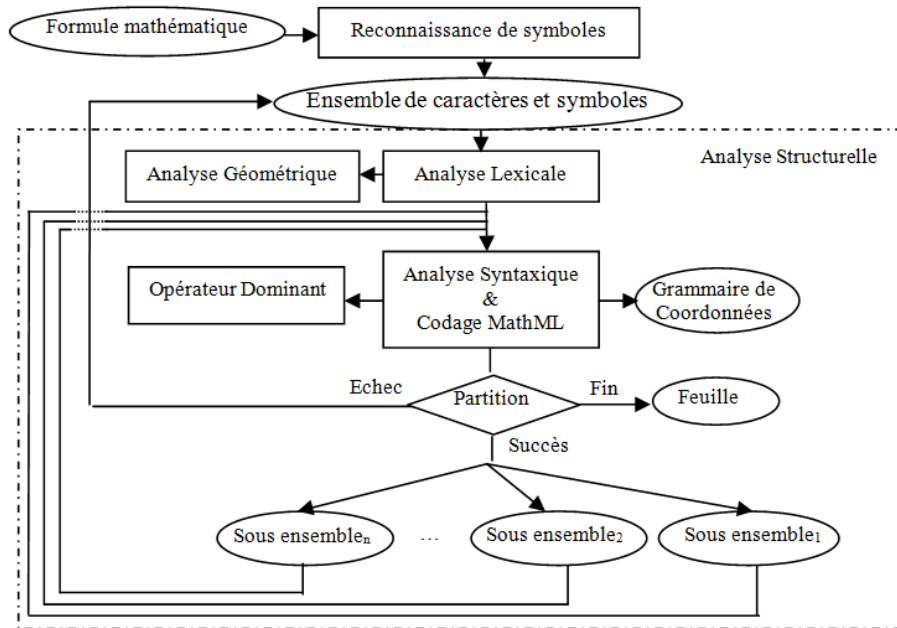 Formule mathématique
Reconnaissance de symboles
Ensemble de caractères et symboles
Analyse Structurelle
Analyse Géométrique
Analyse Lexicale
Opérateur Dominant
Analyse Syntaxique
&
Codage MathML
Grammaire de
Coordonnées
Echec
Partition
Fin
Feuille
Succès
Sous ensembleₙ
...
Sous ensemble₂
Sous ensemble₁